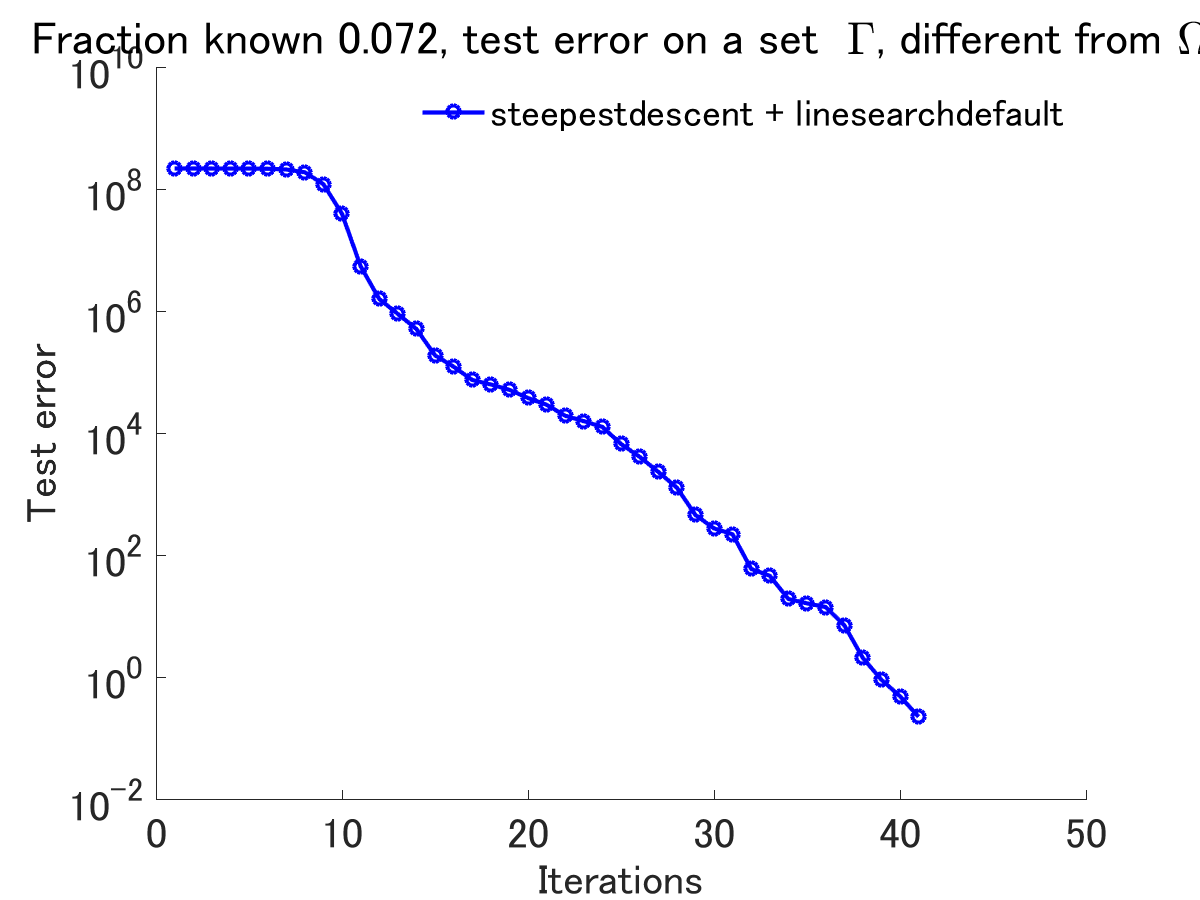 Fraction known 0.072, test error on a set Γ, different from Ω
10^10
steepestdescent + linesearchdefault
10^8
10^6
10^4
10^2
10^0
10^−2
Test error
0 10 20 30 40 50
Iterations